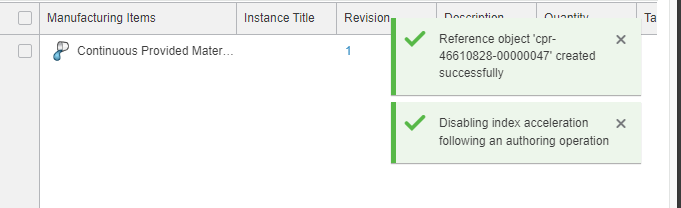 Manufacturing Items Instance Title Revision Description Quantity Ta
Continuous Provided Mater... 1
Reference object 'cpr-
46610828-00000047' created
successfully
Disabling index acceleration
following an authoring operation